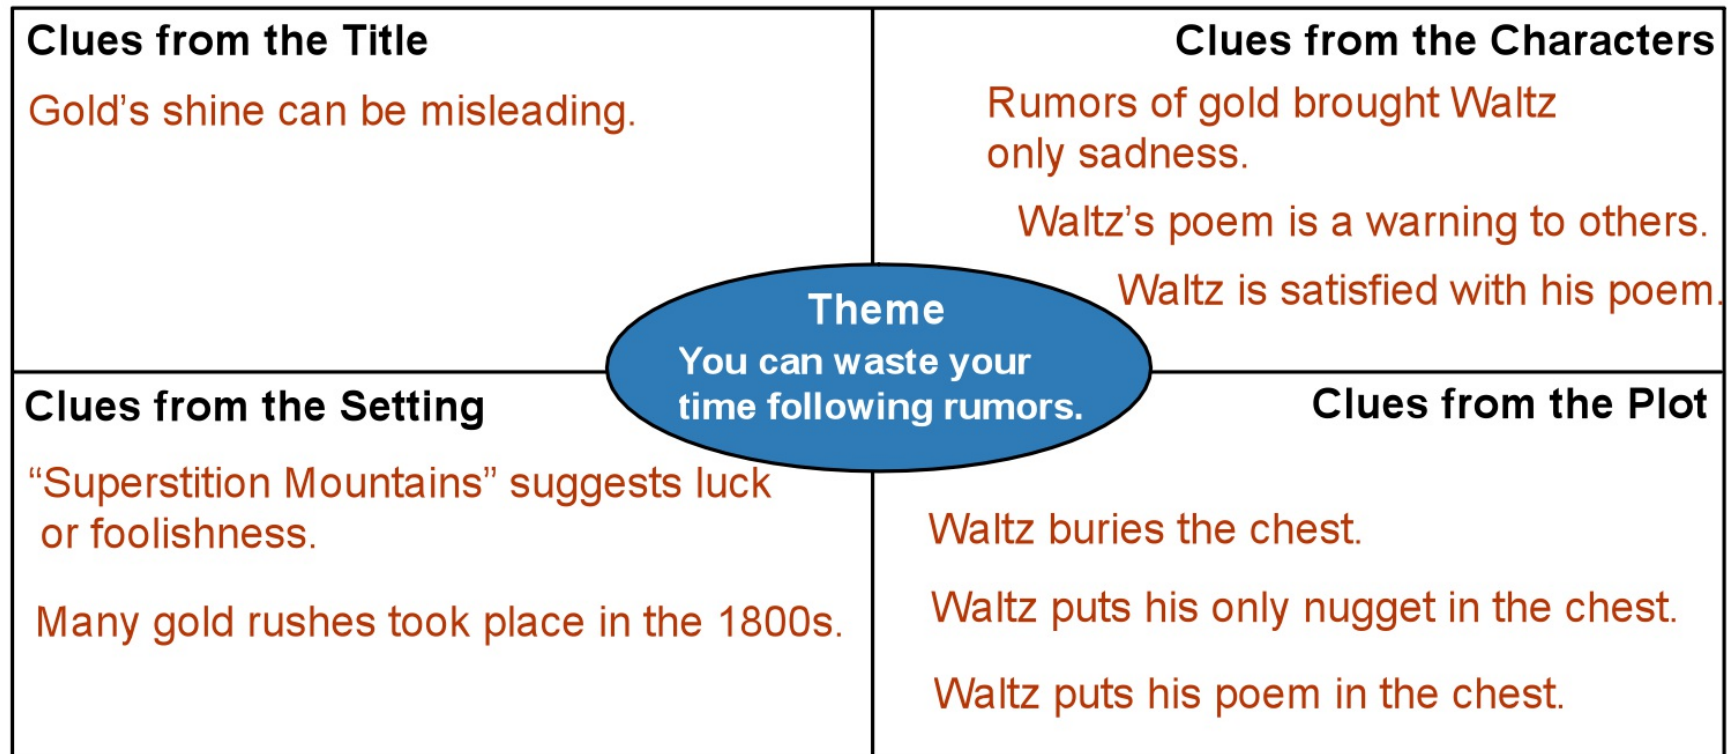 Clues from the Title
Gold’s shine can be misleading.
Clues from the Characters
Rumors of gold brought Waltz
only sadness.
Waltz’s poem is a warning to others.
Waltz is satisfied with his poem.
Theme
You can waste your
time following rumors.
Clues from the Setting
“Superstition Mountains” suggests luck
or foolishness.
Many gold rushes took place in the 1800s.
Clues from the Plot
Waltz buries the chest.
Waltz puts his only nugget in the chest.
Waltz puts his poem in the chest.